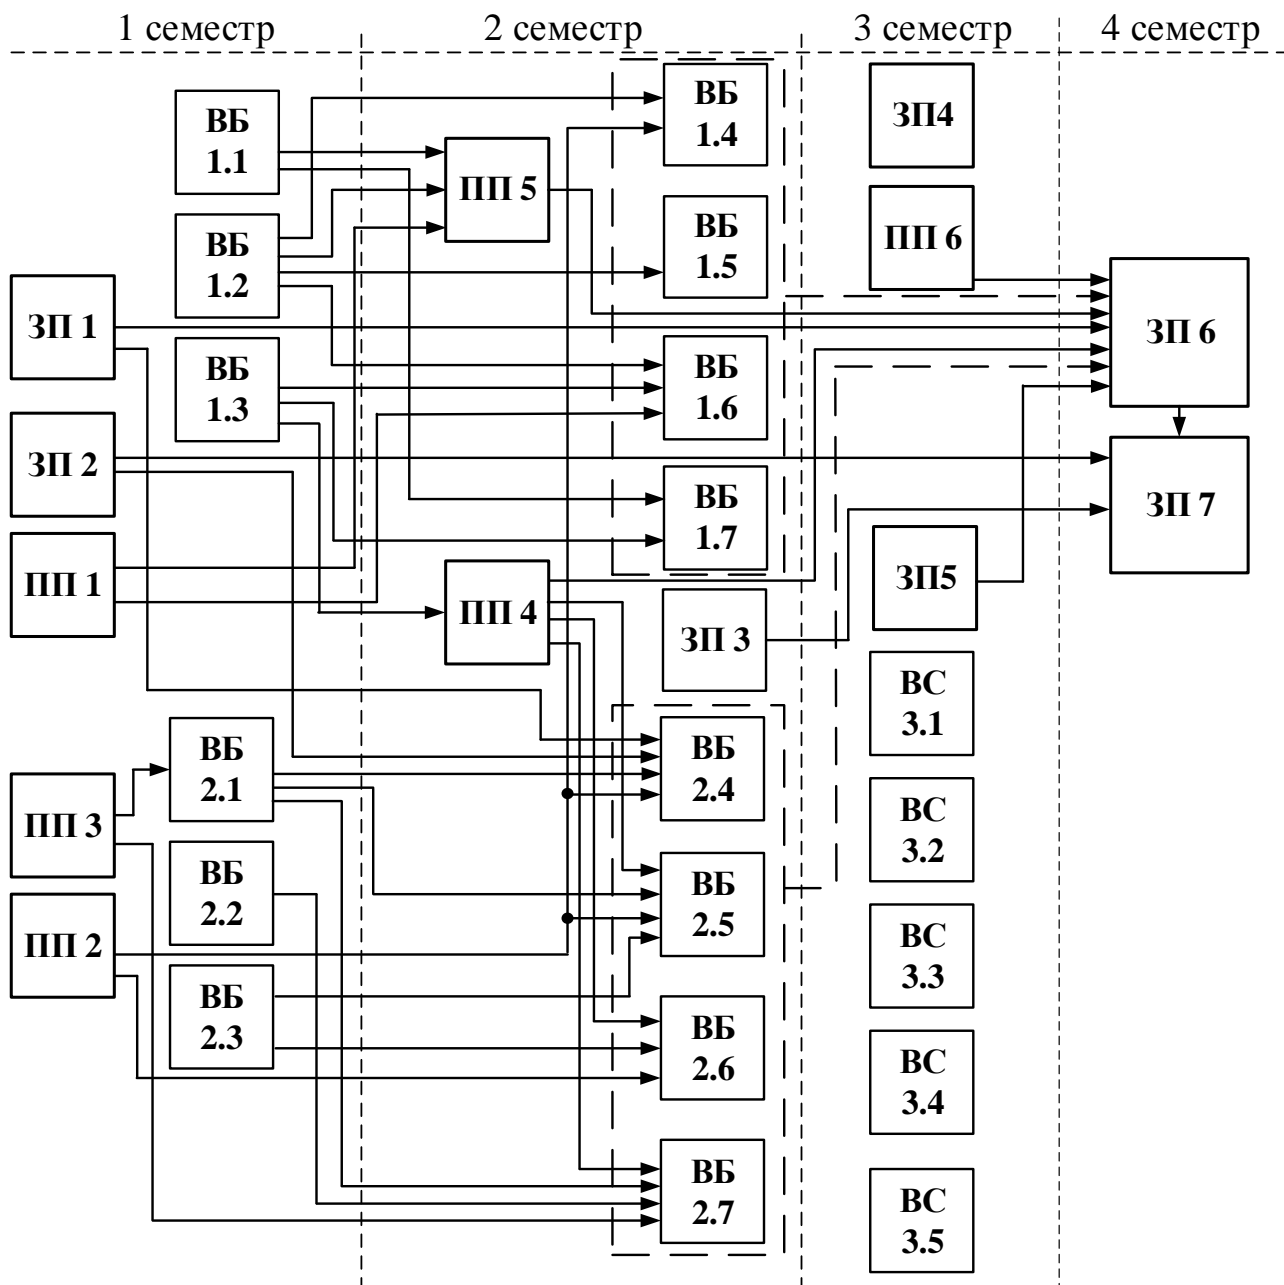 1 семестр
2 семестр
3 семестр
4 семестр
ВБ
1.1
ВБ
1.2
ЗП 1
ВБ
1.3
ЗП 2
ПП 1
ВБ
2.1
ПП 3
ВБ
2.2
ПП 2
ВБ
2.3
ПП 5
ПП 4
ВБ
1.4
ВБ
1.5
ВБ
1.6
ВБ
1.7
ЗП 3
ВБ
2.4
ВБ
2.5
ВБ
2.6
ВБ
2.7
ЗП4
ПП 6
ЗП5
ВС
3.1
ВС
3.2
ВС
3.3
ВС
3.4
ВС
3.5
ЗП 6
ЗП 7